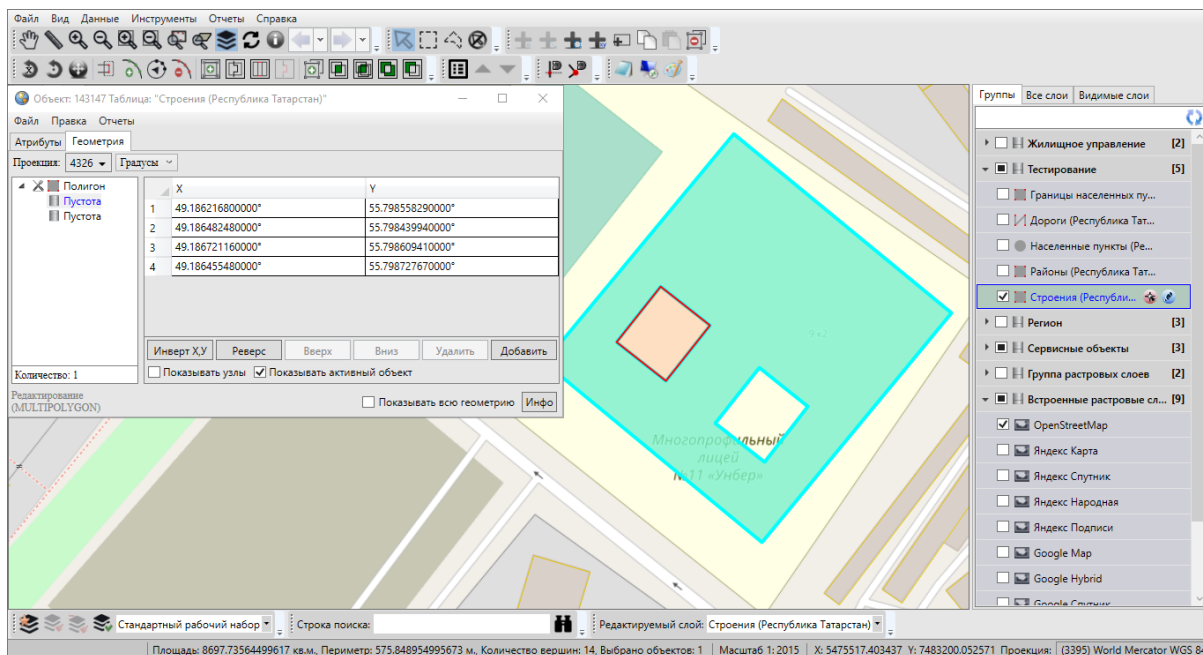 Файл Вид Данные Инструменты Отчеты Справка
Объект: 143147 Таблица: "Строения (Республика Татарстан)"
Файл Правка Отчеты
Атрибуты Геометрия
Проекция: 4326 Градусы
Полигон
Пустота
Пустота
X Y
1 49.186216800000° 55.798558290000°
2 49.186482480000° 55.798439940000°
3 49.186721160000° 55.798609410000°
4 49.186455480000° 55.798727670000°
Инверт X,Y Реверс Вверх Вниз Удалить Добавить
Количество: 1
Показывать узлы Показывать активный объект
Редактирование
(MULTIPOLYGON)
Показывать всю геометрию Инфо
Многопрофильный
лицей
№11 «Унбер»
Группы Все слои Видимые слои
Жилищное управление [2]
Тестирование [5]
Границы населенных пу...
Дороги (Республика Тат...
Населенные пункты (Ре...
Районы (Республика Тат...
Строения (Республи...
Регион [3]
Сервисные объекты [3]
Группа растровых слоев [2]
Встроенные растровые сл... [9]
OpenStreetMap
Яндекс Карта
Яндекс Спутник
Яндекс Народная
Яндекс Подписи
Google Map
Google Hybrid
Google Спутник
Стандартный рабочий набор Строка поиска: Редактируемый слой: Строения (Республика Татарстан)
Площадь: 8697.73564499617 кв.м., Периметр: 575.848954995673 м., Количество вершин: 14, Выбрано объектов: 1 Масштаб 1: 2015 X: 5475517.403437 Y: 7483200.052571 Проекция: (3395) World Mercator WGS 8